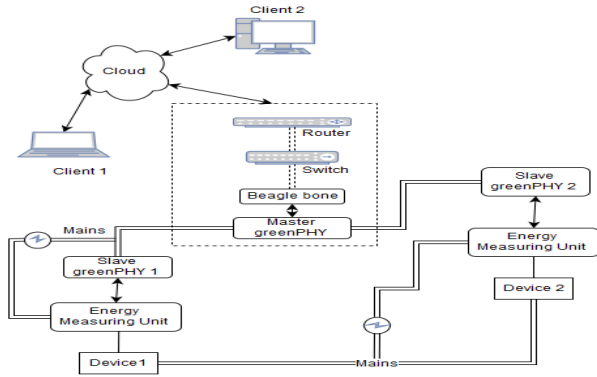 Client 2
Cloud
Router
Client 1
Switch
Slave
greenPHY 2
Beagle bone
Master
greenPHY
Mains
Energy
Measuring Unit
Slave
greenPHY 1
Device 2
Energy
Measuring Unit
Device1
Mains